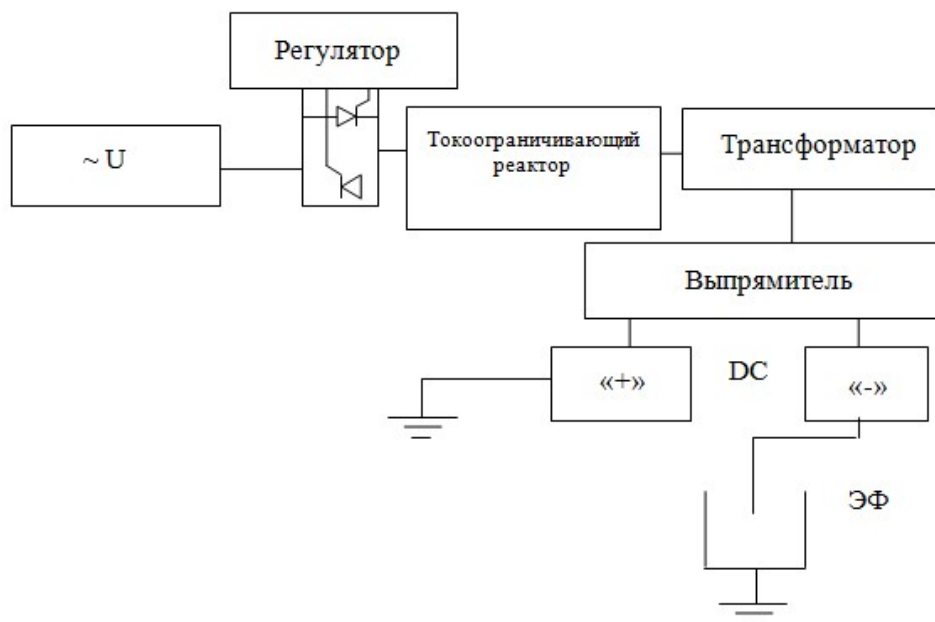 Регулятор
~ U
Токоограничивающий
реактор
Трансформатор
Выпрямитель
«+»
DC
«-»
ЭФ